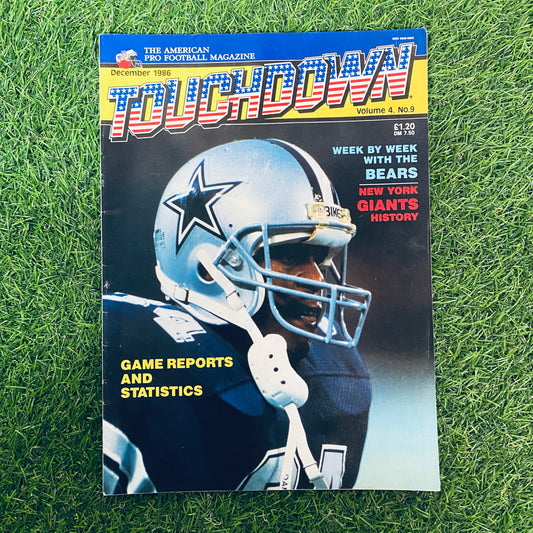 THE AMERICAN
PRO FOOTBALL MAGAZINE
December 1986
TOUCHDOWN
Volume 4. No.9
£1.20
DM 7.50
WEEK BY WEEK
WITH THE
BEARS
NEW YORK
GIANTS
HISTORY
BIKE
GAME REPORTS
AND
STATISTICS